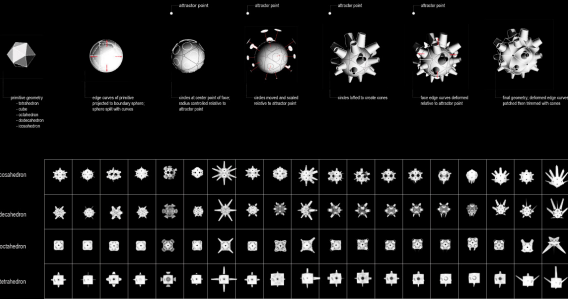 attractor point
attractor point
attractor point
attractor point
primitive geometry
- tetrahedron
- cube
- octahedron
- dodecahedron
- icosahedron
edge curves of primitive
projected to boundary sphere,
sphere split with curves
circles at center point of face,
radius controlled relative to
attractor point
circles moved and scaled
relative to attractor point
circles lofted to create cones
face edge curves deformed
relative to attractor point
final geometry, deformed edge curves
patched then trimmed with cones
cosahedron
decahedron
octahedron
tetrahedron